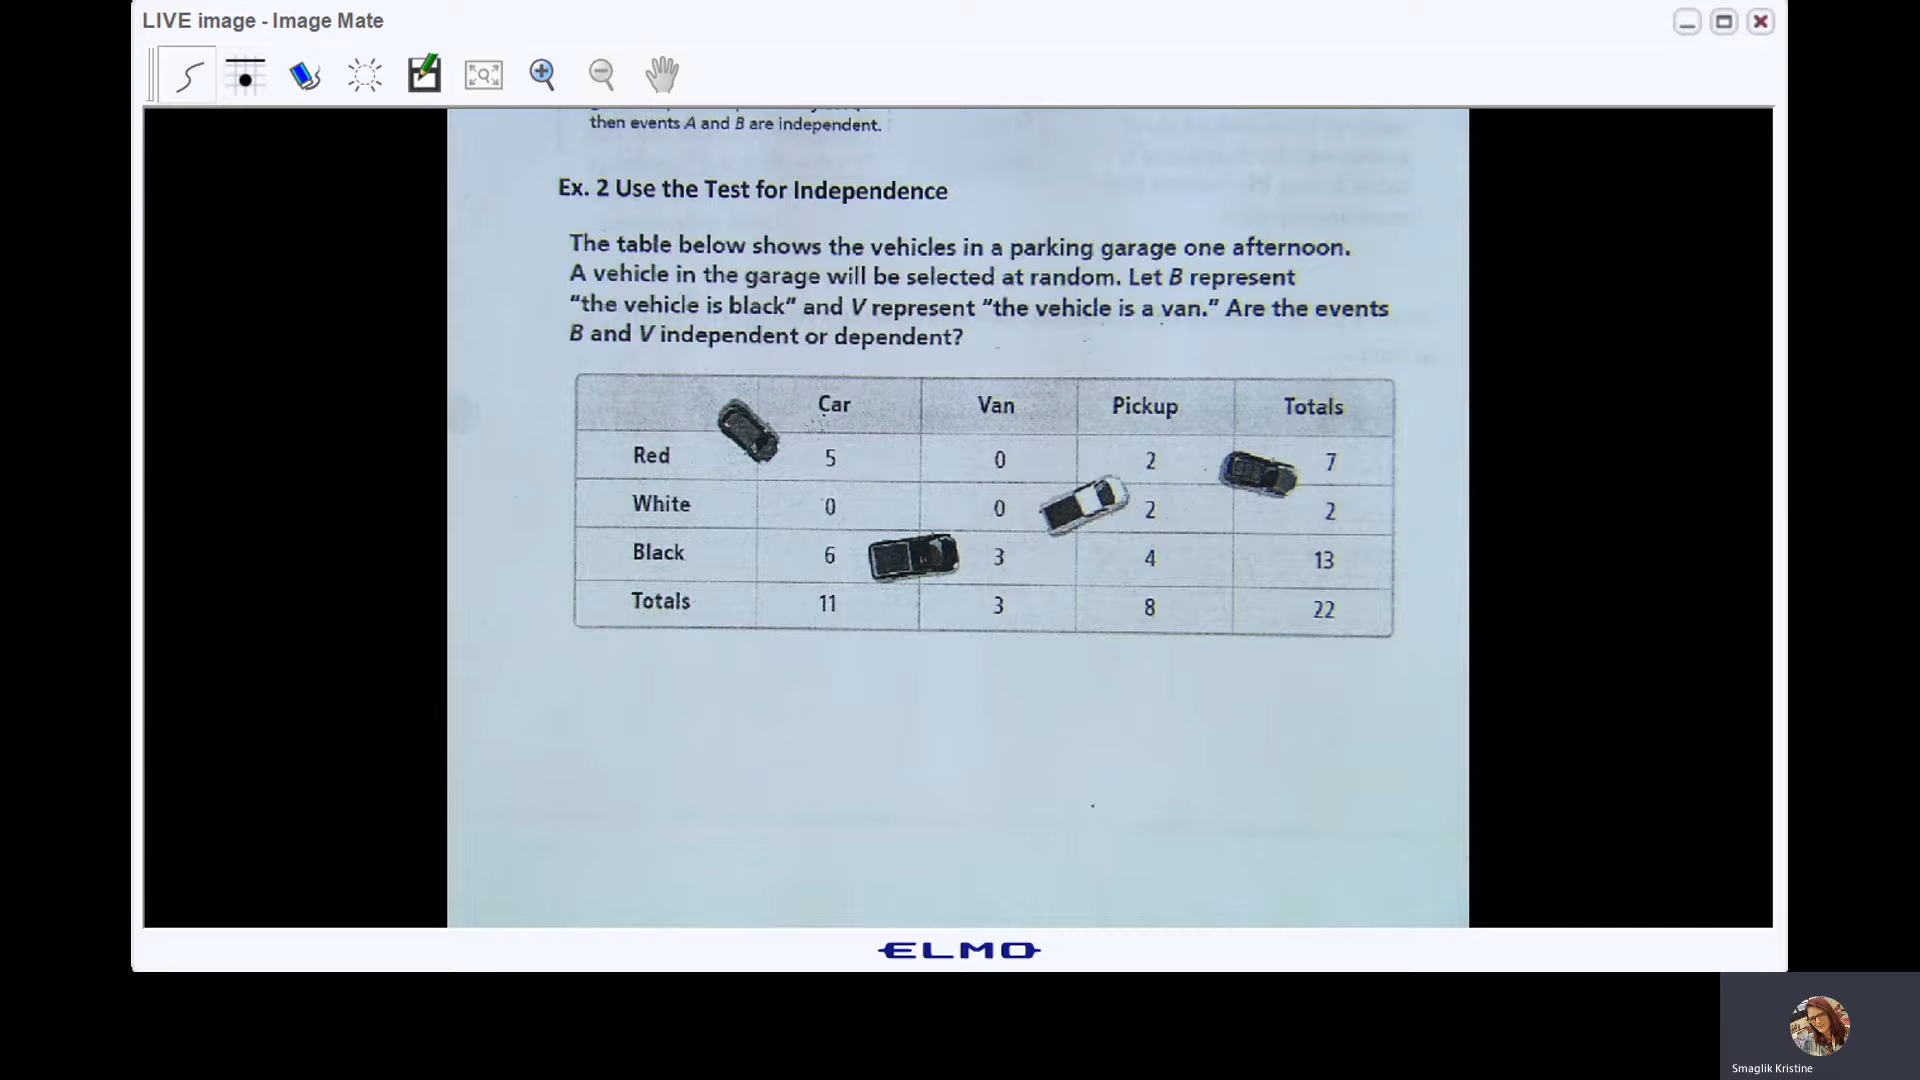 LIVE image - Image Mate
then events A and B are independent.
Ex. 2 Use the Test for Independence
The table below shows the vehicles in a parking garage one afternoon.
A vehicle in the garage will be selected at random. Let B represent
“the vehicle is black” and V represent “the vehicle is a van.” Are the events
B and V independent or dependent?
Car Van Pickup Totals
Red 5 0 2 7
White 0 0 2 2
Black 6 3 4 13
Totals 11 3 8 22
ELMO
Smaglik Kristine